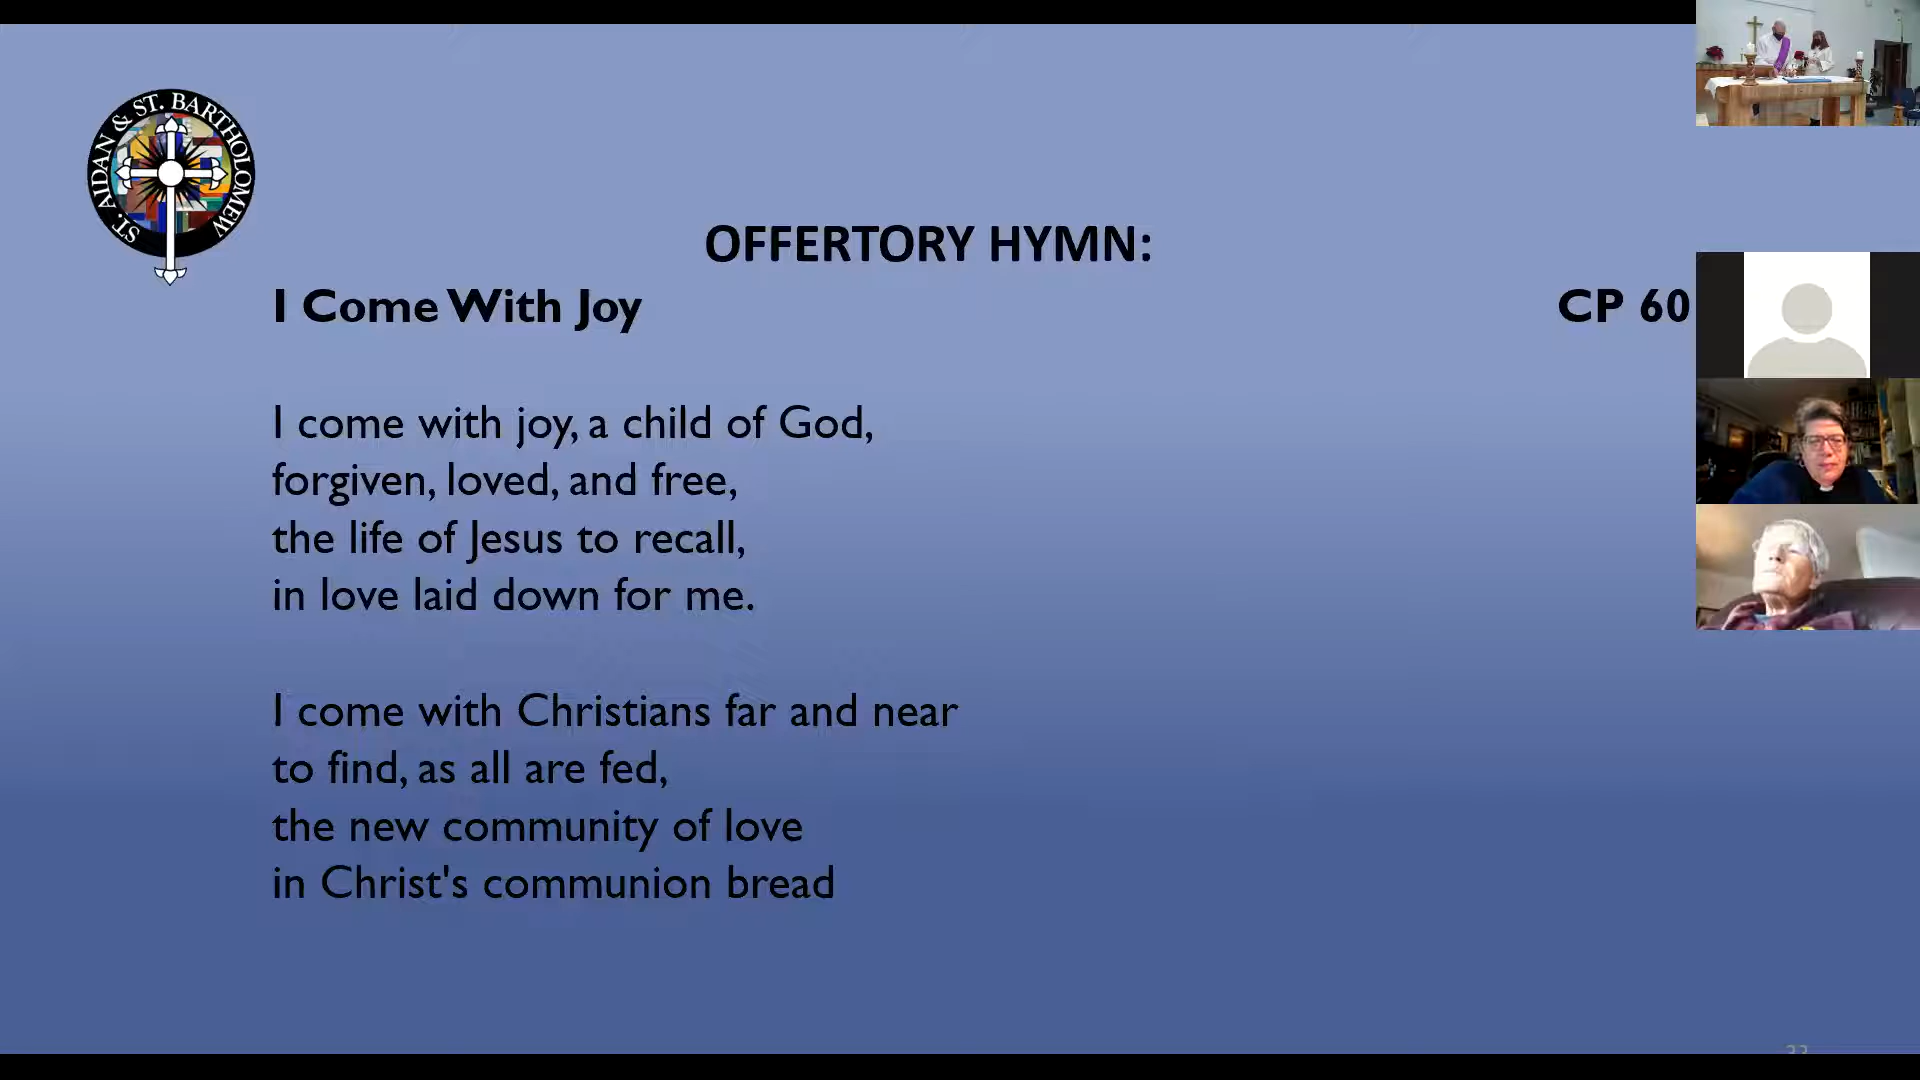 ST. AIDAN & ST. BARTHOLOMEW
OFFERTORY HYMN:
I Come With Joy CP 60
I come with joy, a child of God,
forgiven, loved, and free,
the life of Jesus to recall,
in love laid down for me.
I come with Christians far and near
to find, as all are fed,
the new community of love
in Christ's communion bread